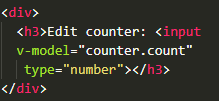 <div>
<h3>Edit counter: <input
v-model="counter.count"
type="number"></h3>
</div>